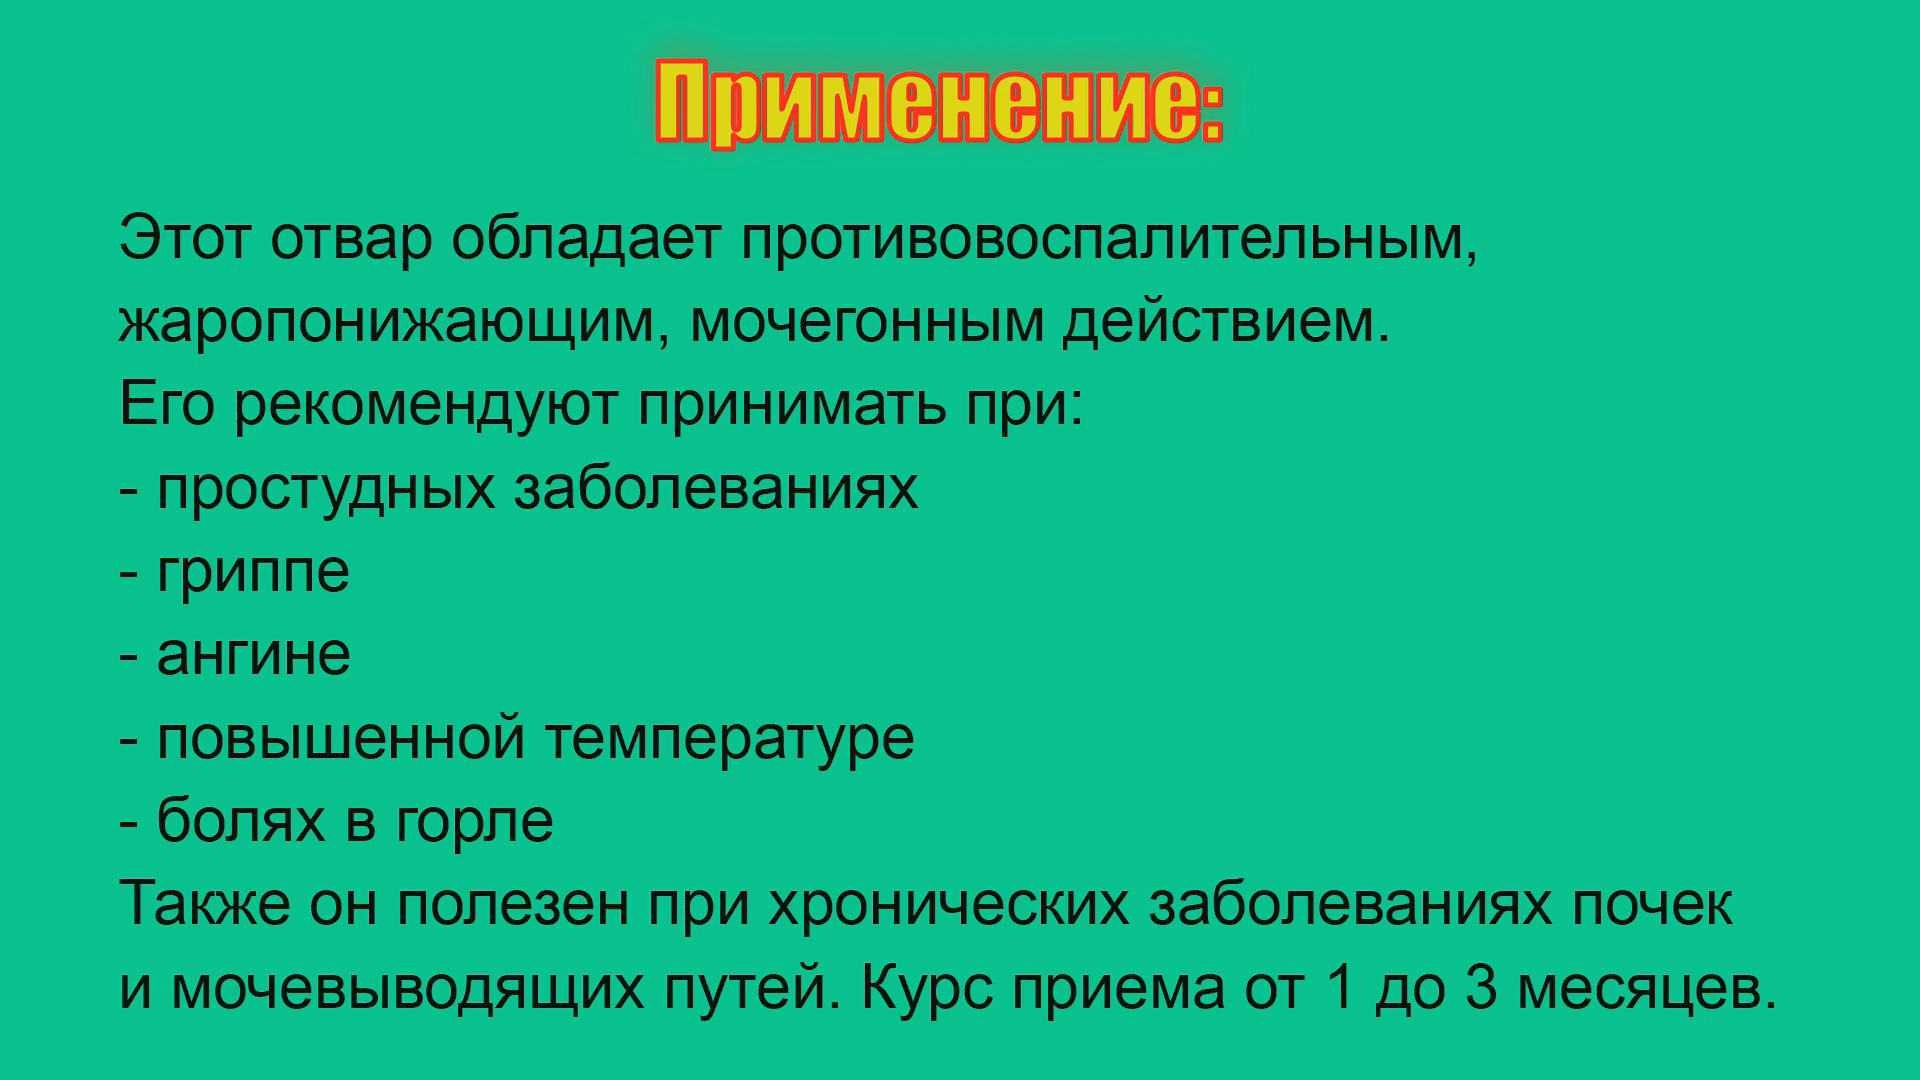 Применение:
Этот отвар обладает противовоспалительным,
жаропонижающим, мочегонным действием.
Его рекомендуют принимать при:
- простудных заболеваниях
- гриппе
- ангине
- повышенной температуре
- болях в горле
Также он полезен при хронических заболеваниях почек
и мочевыводящих путей. Курс приема от 1 до 3 месяцев.